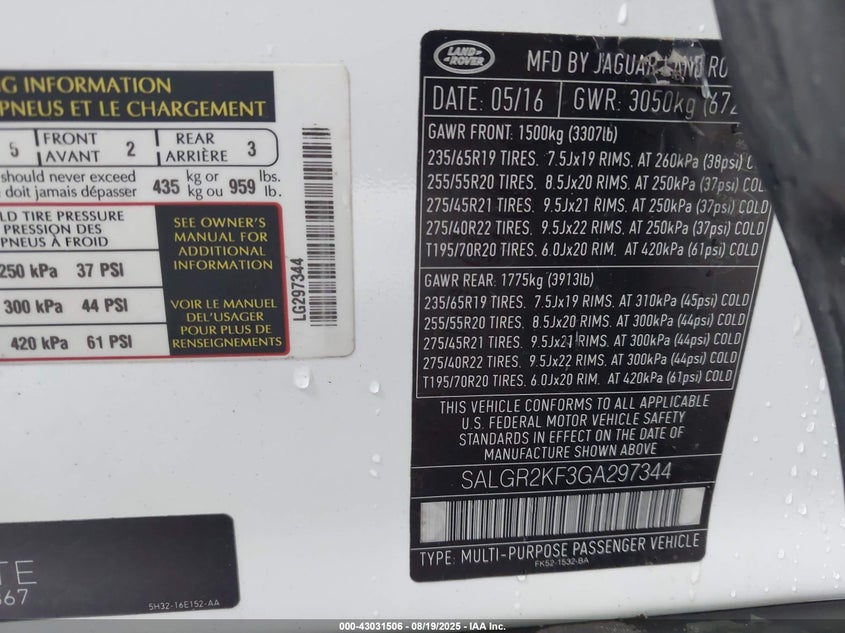 G INFORMATION
PNEUS ET LE CHARGEMENT
5 FRONT AVANT 2 REAR ARRIÈRE 3
should never exceed
doit jamais dépasser 435 kg or kg ou 959 lbs. lb.
LD TIRE PRESSURE
PRESSION DES
PNEUS À FROID
250 kPa 37 PSI
300 kPa 44 PSI
420 kPa 61 PSI
SEE OWNER'S
MANUAL FOR
ADDITIONAL
INFORMATION
VOIR LE MANUEL
DEL'USAGER
POUR PLUS DE
RENSEIGNEMENTS
LG297344
TE
367
5H32-16E152-AA
LAND ROVER
MFD BY JAGUAR LAND RO
DATE: 05/16 GWR: 3050kg (672
GAWR FRONT: 1500kg (3307lb)
235/65R19 TIRES. 7.5Jx19 RIMS. AT 260kPa (38psi) CO
255/55R20 TIRES. 8.5Jx20 RIMS. AT 250kPa (37psi) COL
275/45R21 TIRES. 9.5Jx21 RIMS. AT 250kPa (37psi) COL
275/40R22 TIRES. 9.5Jx22 RIMS. AT 250kPa (37psi) COLD
T195/70R20 TIRES. 6.0Jx20 RIM. AT 420kPa (61psi) COLD
GAWR REAR: 1775kg (3913lb)
235/65R19 TIRES. 7.5Jx19 RIMS. AT 310kPa (45psi) COLD
255/55R20 TIRES. 8.5Jx20 RIMS. AT 300kPa (44psi) COLD
275/45R21 TIRES. 9.5Jx21 RIMS. AT 300kPa (44psi) COLD
275/40R22 TIRES. 9.5Jx22 RIMS. AT 300kPa (44psi) COLD
T195/70R20 TIRES. 6.0Jx20 RIM. AT 420kPa (61psi) COLD
THIS VEHICLE CONFORMS TO ALL APPLICABLE
U.S. FEDERAL MOTOR VEHICLE SAFETY
STANDARDS IN EFFECT ON THE DATE OF
MANUFACTURE SHOWN ABOVE
SALGR2KF3GA297344
TYPE: MULTI-PURPOSE PASSENGER VEHICLE
FK52-1532-BA
000-43031506 - 08/19/2025 - IAA Inc.